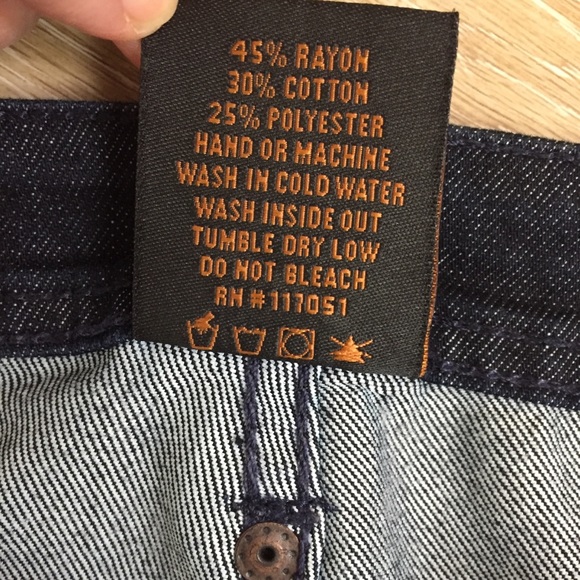 45% RAYON
30% COTTON
25% POLYESTER
HAND OR MACHINE
WASH IN COLD WATER
WASH INSIDE OUT
TUMBLE DRY LOW
DO NOT BLEACH
RN #117051